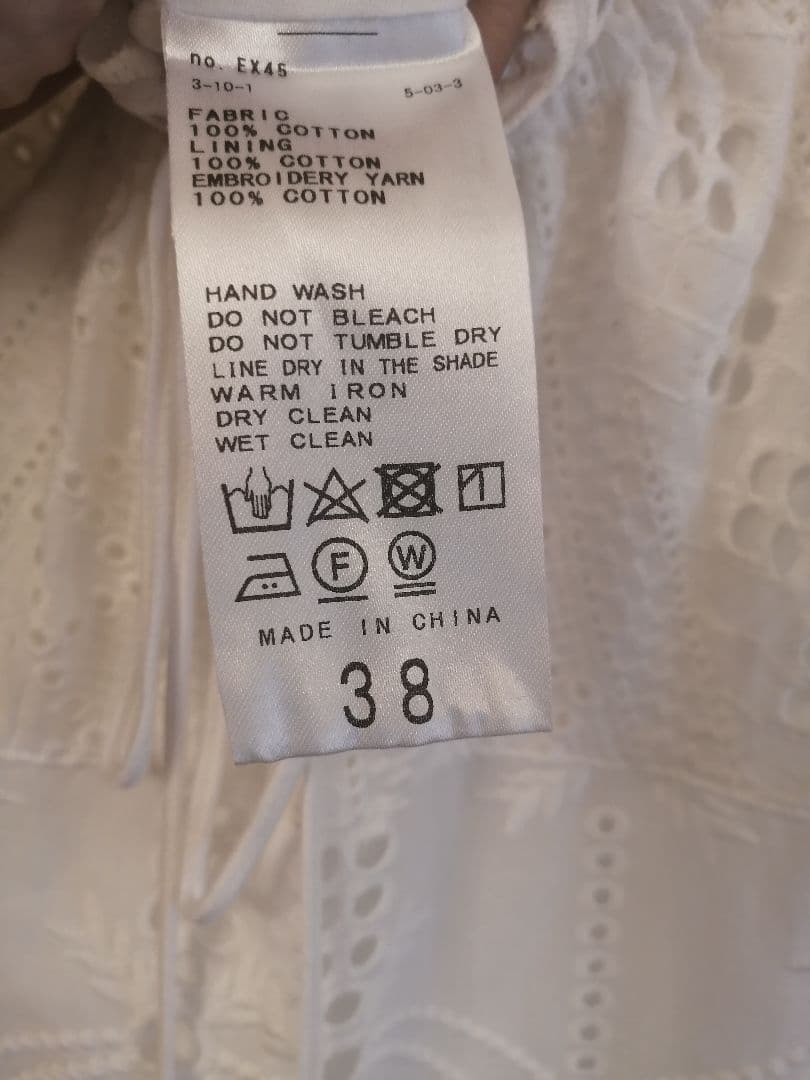 no. EX45
3-10-1 5-03-3
FABRIC
100% COTTON
LINING
100% COTTON
EMBROIDERY YARN
100% COTTON
HAND WASH
DO NOT BLEACH
DO NOT TUMBLE DRY
LINE DRY IN THE SHADE
WARM IRON
DRY CLEAN
WET CLEAN
F W
MADE IN CHINA
38